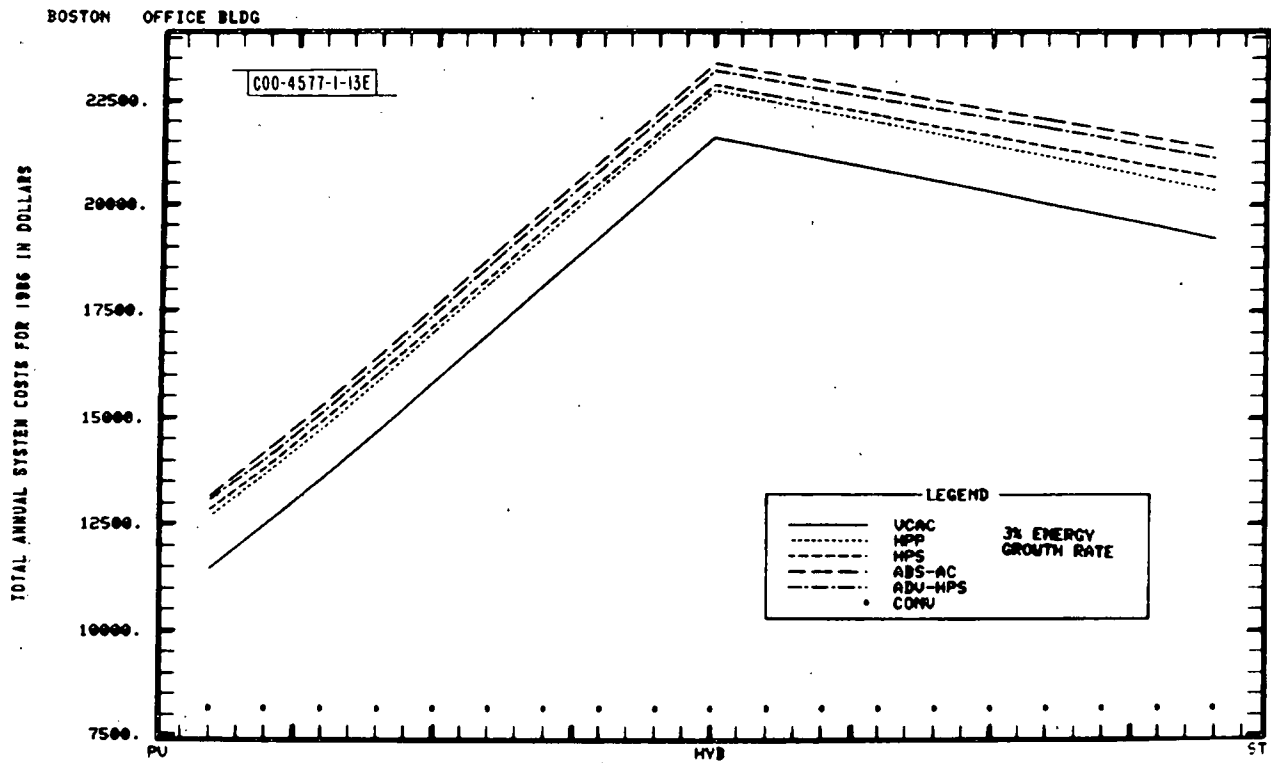 BOSTON OFFICE BLDG
C00-4577-1-13E
TOTAL ANNUAL SYSTEM COSTS FOR 1986 IN DOLLARS
22500.
20000.
17500.
15000.
12500.
10000.
7500.
LEGEND
VCAC
HPP
HPS
ABS-AC
ADV-HPS
CONV
3% ENERGY
GROWTH RATE
PV
HYB
ST